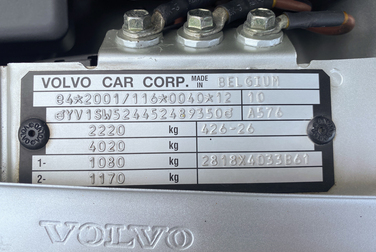 VOLVO CAR CORP. MADE IN BELGIUM
e4*2001/116*0040*12 10
YV1SW524452489350 A576
2220 kg 426-26
4020 kg
1- 1080 kg 2818X4033B61
2- 1170 kg
VOLVO